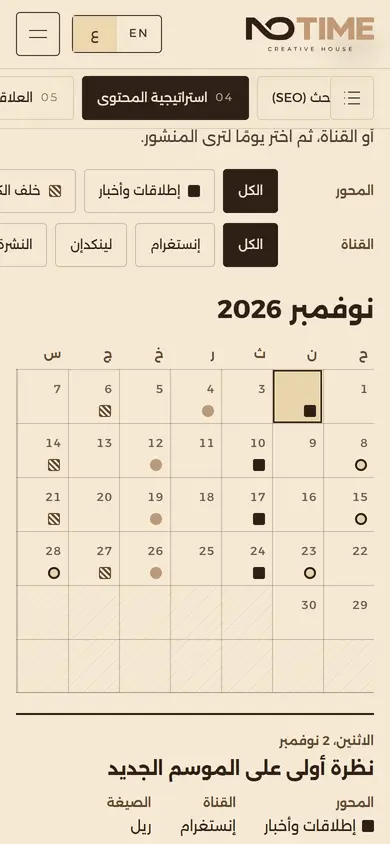 NOTIME
CREATIVE HOUSE
EN
ع
حث (SEO)
04 استراتيجية المحتوى
05 العلاق
أو القناة، ثم اختر يومًا لترى المنشور.
المحور الكل إطلاقات وأخبار خلف ال
القناة الكل إنستغرام لينكدإن النشرة
نوفمبر 2026
ح ن ث ر خ ج س
1 3 4 5 6 7
8 9 10 11 12 13 14
15 16 17 18 19 20 21
22 23 24 25 26 27 28
29 30
الاثنين، 2 نوفمبر
نظرة أولى على الموسم الجديد
المحور القناة الصيغة
إطلاقات وأخبار إنستغرام ريل